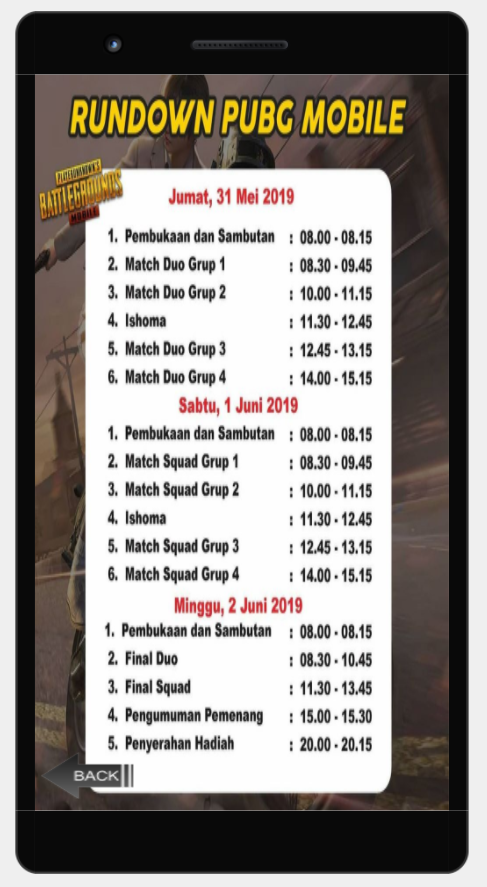 RUNDOWN PUBG MOBILE
PLAYERUNKNOWN'S
BATTLEGROUNDS
MOBILE
Jumat, 31 Mei 2019
1. Pembukaan dan Sambutan : 08.00 - 08.15
2. Match Duo Grup 1 : 08.30 - 09.45
3. Match Duo Grup 2 : 10.00 - 11.15
4. Ishoma : 11.30 - 12.45
5. Match Duo Grup 3 : 12.45 - 13.15
6. Match Duo Grup 4 : 14.00 - 15.15
Sabtu, 1 Juni 2019
1. Pembukaan dan Sambutan : 08.00 - 08.15
2. Match Squad Grup 1 : 08.30 - 09.45
3. Match Squad Grup 2 : 10.00 - 11.15
4. Ishoma : 11.30 - 12.45
5. Match Squad Grup 3 : 12.45 - 13.15
6. Match Squad Grup 4 : 14.00 - 15.15
Minggu, 2 Juni 2019
1. Pembukaan dan Sambutan : 08.00 - 08.15
2. Final Duo : 08.30 - 10.45
3. Final Squad : 11.30 - 13.45
4. Pengumuman Pemenang : 15.00 - 15.30
5. Penyerahan Hadiah : 20.00 - 20.15
BACK